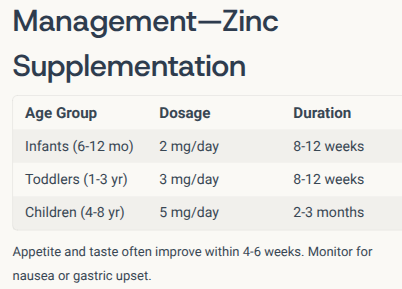 Management—Zinc
Supplementation
Age Group Dosage Duration
Infants (6-12 mo) 2 mg/day 8-12 weeks
Toddlers (1-3 yr) 3 mg/day 8-12 weeks
Children (4-8 yr) 5 mg/day 2-3 months
Appetite and taste often improve within 4-6 weeks. Monitor for
nausea or gastric upset.